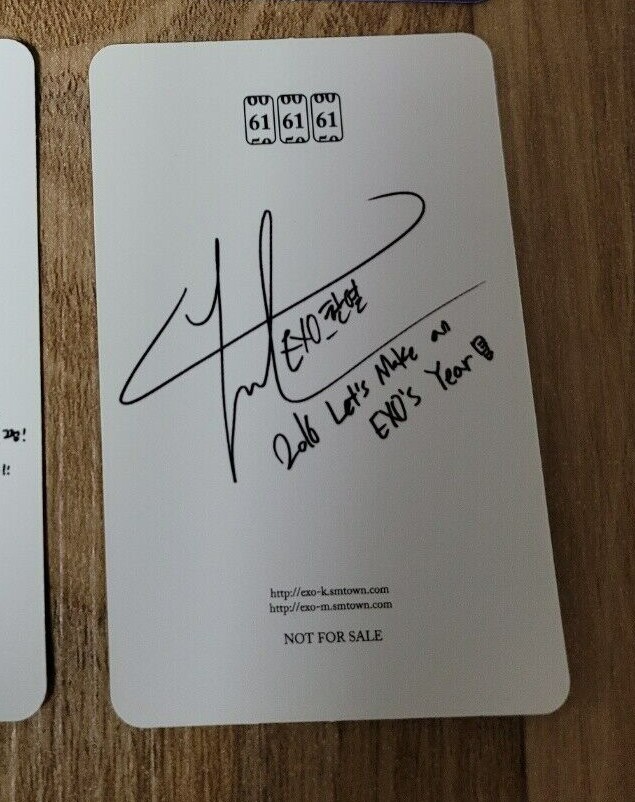 61 61 61
EXO_찬열
2016 Let's Make an
EXO's Year!
http://exo-k.smtown.com
http://exo-m.smtown.com
NOT FOR SALE